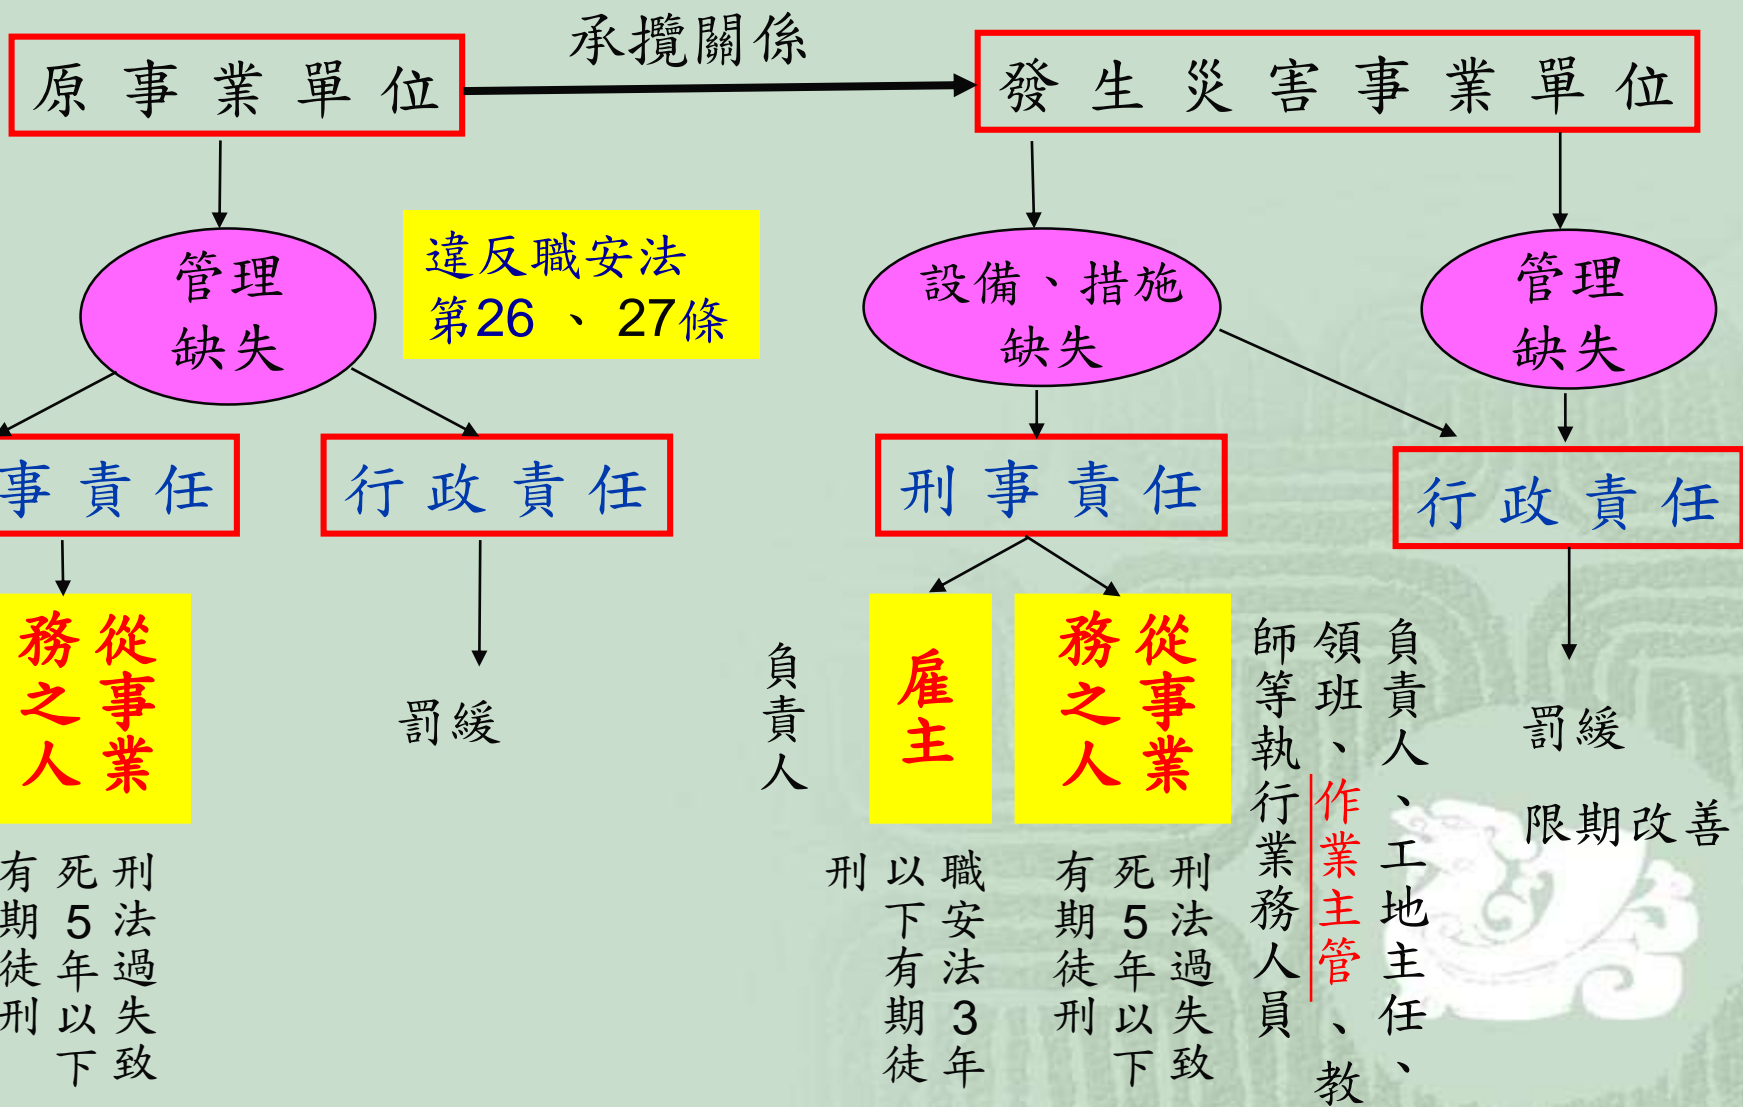 承攬關係
原事業單位
發生災害事業單位
管理
缺失
違反職安法
第26、27條
設備、措施
缺失
管理
缺失
事責任
行政責任
刑事責任
行政責任
從事業
務之人
罰緩
負責人
雇主
從事業
務之人
負責人、工地主任、
領班、作業主管、教
師等執行業務人員
罰緩
限期改善
刑法過失致
死5年以下
有期徒刑
職安法3年
以下有期徒
刑
刑法過失致
死5年以下
有期徒刑